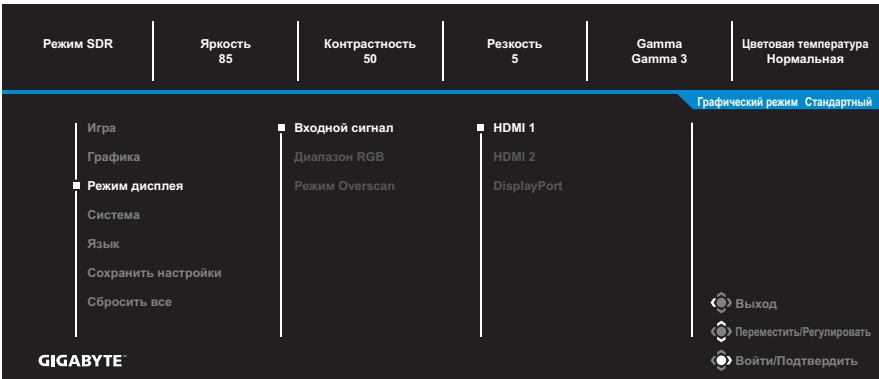 Режим SDR
Яркость
85
Контрастность
50
Резкость
5
Gamma
Gamma 3
Цветовая температура
Нормальная
Графический режим Стандартный
Игра
Графика
Режим дисплея
Система
Язык
Сохранить настройки
Сбросить все
Входной сигнал
Диапазон RGB
Режим Overscan
HDMI 1
HDMI 2
DisplayPort
Выход
Переместить/Регулировать
Войти/Подтвердить
GIGABYTE™